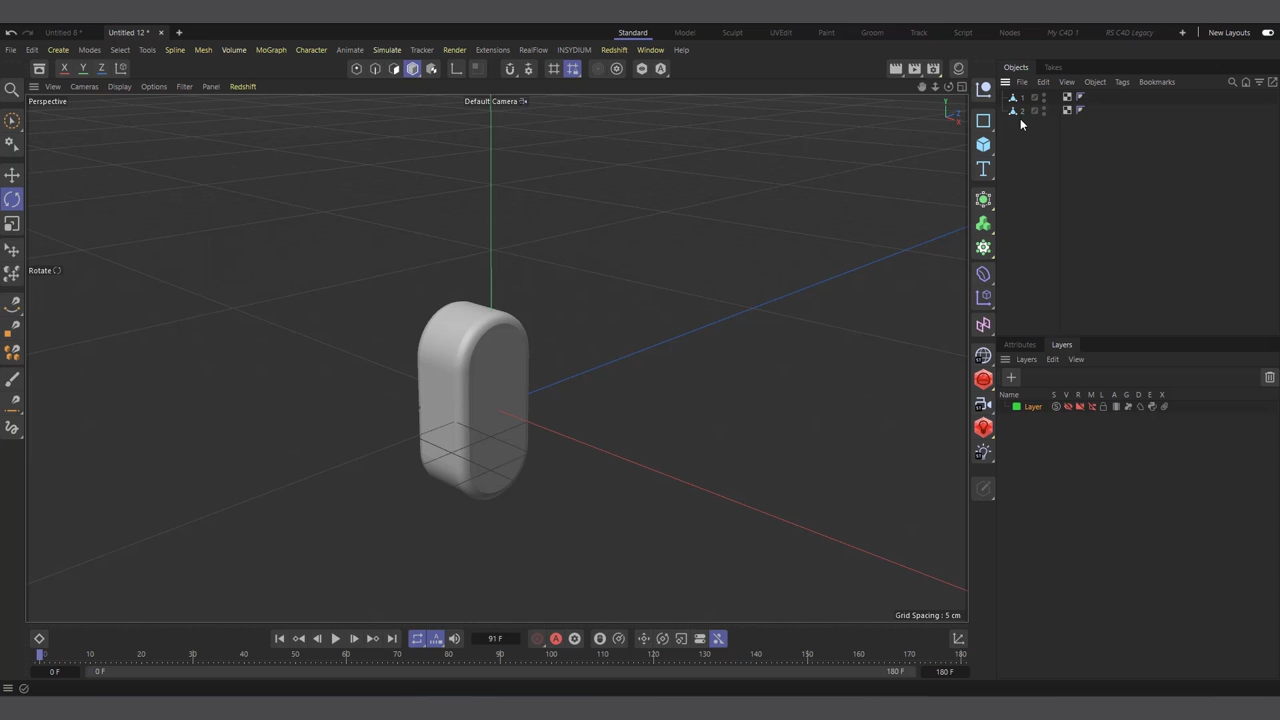 Untitled 8 *
Untitled 12 *
Standard Model Sculpt UVEdit Paint Groom Track Script Nodes My C4D 1 RS C4D Legacy New Layouts
File Edit Create Modes Select Tools Spline Mesh Volume MoGraph Character Animate Simulate Tracker Render Extensions RealFlow INSYDIUM Redshift Window Help
X Y Z
Objects Takes
View Cameras Display Options Filter Panel Redshift
File Edit View Object Tags Bookmarks
Perspective
Default Camera
Y
Z
X
1
2
Rotate
Attributes Layers
Layers Edit View
Name S V R M L A G D E X
Layer
Grid Spacing : 5 cm
91 F
0 10 20 30 40 50 60 70 80 90 100 110 120 130 140 150 160 170 180
0 F 0 F 180 F 180 F